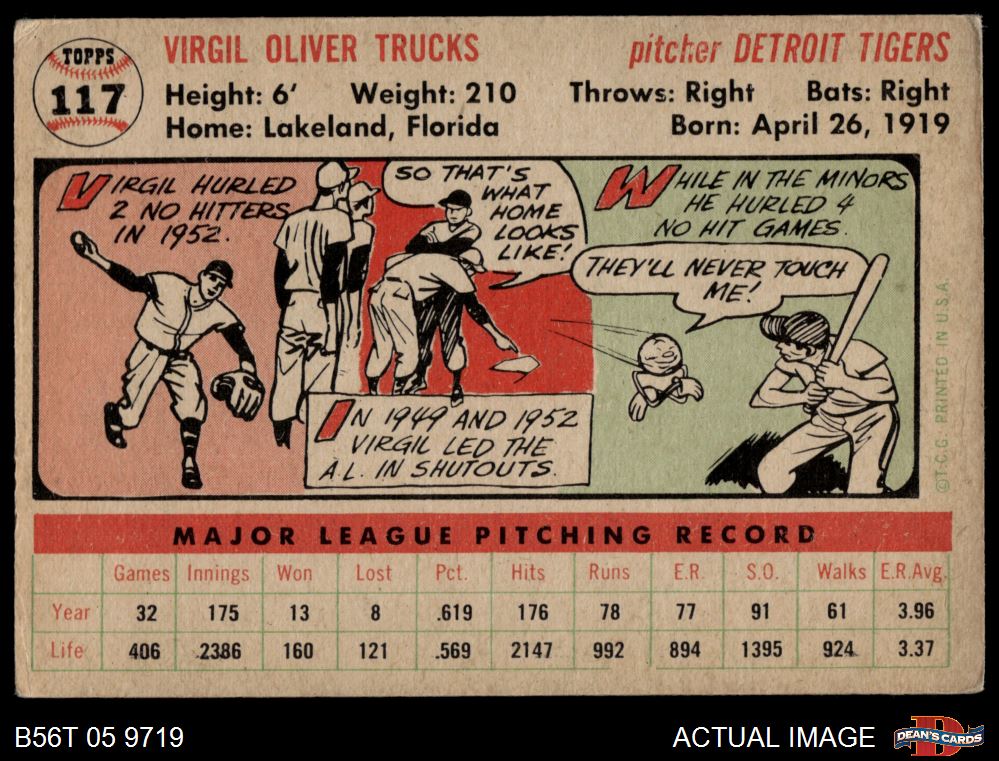 TOPPS
117
VIRGIL OLIVER TRUCKS
pitcher DETROIT TIGERS
Height: 6' Weight: 210 Throws: Right Bats: Right
Home: Lakeland, Florida Born: April 26, 1919
VIRGIL HURLED
2 NO HITTERS
IN 1952.
SO THAT'S
WHAT
HOME
LOOKS
LIKE!
IN 1949 AND 1952
VIRGIL LED THE
A.L. IN SHUTOUTS.
WHILE IN THE MINORS
HE HURLED 4
NO HIT GAMES.
THEY'LL NEVER TOUCH
ME!
©T.C.G. PRINTED IN U.S.A.
MAJOR LEAGUE PITCHING RECORD
Games Innings Won Lost Pct. Hits Runs E.R. S.O. Walks E.R.Avg.
Year 32 175 13 8 .619 176 78 77 91 61 3.96
Life 406 2386 160 121 .569 2147 992 894 1395 924 3.37
B56T 05 9719
ACTUAL IMAGE
DEAN'S CARDS